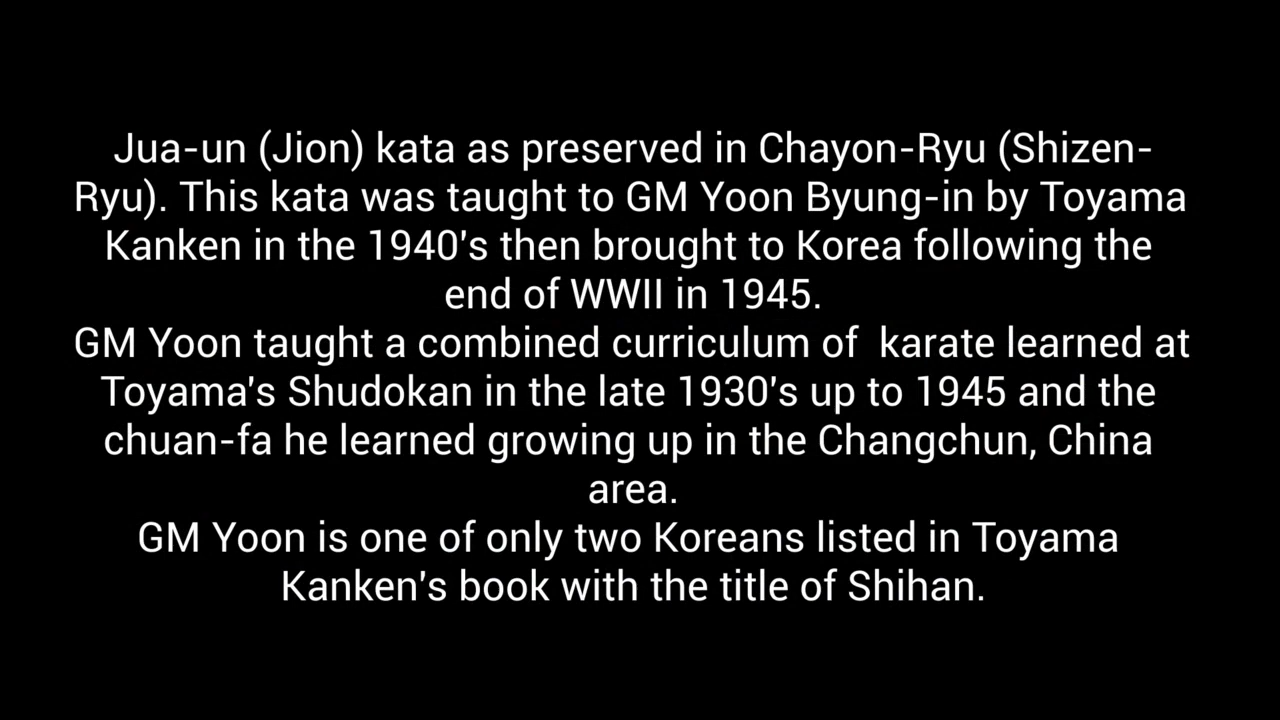 Jua-un (Jion) kata as preserved in Chayon-Ryu (Shizen-
Ryu). This kata was taught to GM Yoon Byung-in by Toyama
Kanken in the 1940's then brought to Korea following the
end of WWII in 1945.
GM Yoon taught a combined curriculum of  karate learned at
Toyama's Shudokan in the late 1930's up to 1945 and the
chuan-fa he learned growing up in the Changchun, China
area.
GM Yoon is one of only two Koreans listed in Toyama
Kanken's book with the title of Shihan.